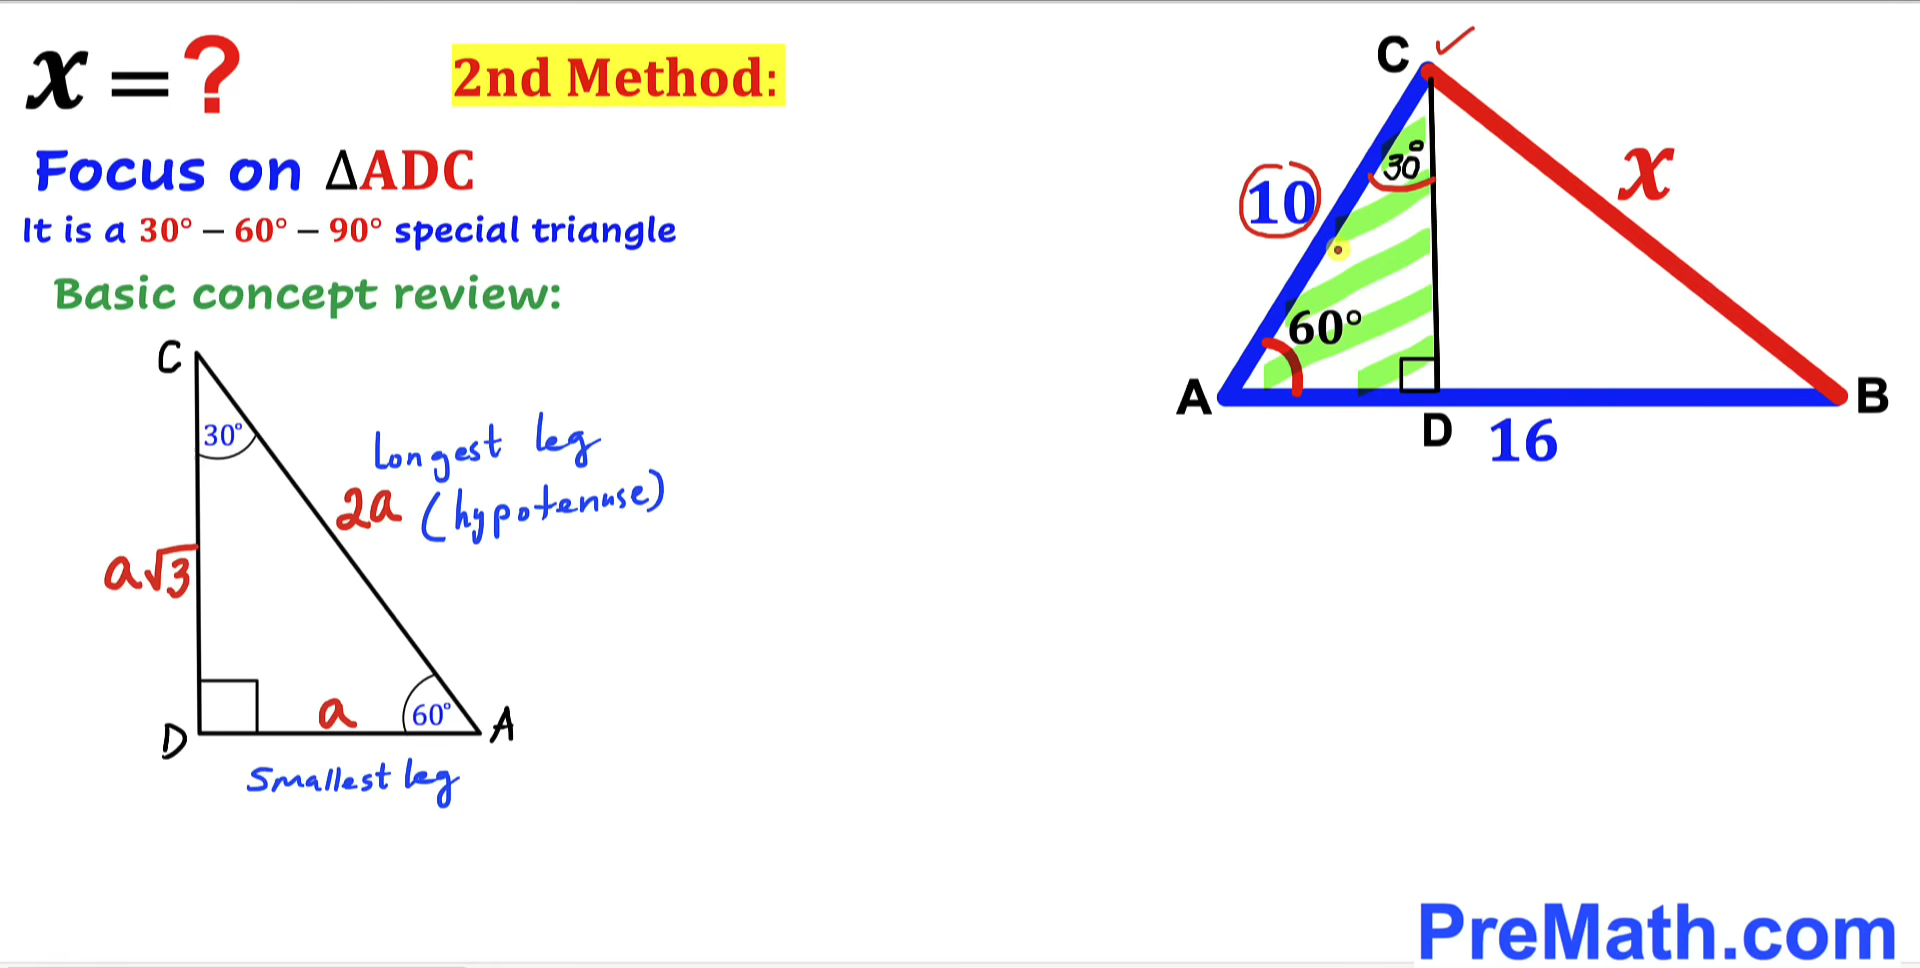 x = ?
2nd Method:
Focus on ΔADC
It is a 30° – 60° – 90° special triangle
Basic concept review:
C
30°
Longest leg
2a (hypotenuse)
a√3
a
60°
D
A
Smallest leg
C ✓
30°
10
x
60°
A
B
D
16
PreMath.com